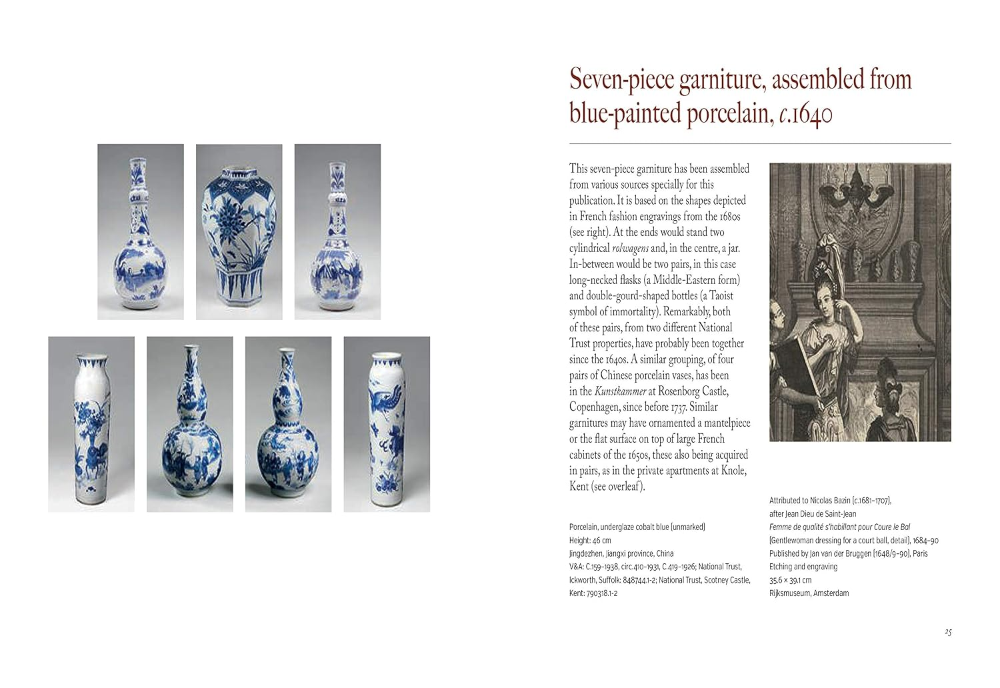 Seven-piece garniture, assembled from
blue-painted porcelain, c.1640
This seven-piece garniture has been assembled
from various sources specially for this
publication. It is based on the shapes depicted
in French fashion engravings from the 1680s
(see right). At the ends would stand two
cylindrical rolwagens and, in the centre, a jar.
In-between would be two pairs, in this case
long-necked flasks (a Middle-Eastern form)
and double-gourd-shaped bottles (a Taoist
symbol of immortality). Remarkably, both
of these pairs, from two different National
Trust properties, have probably been together
since the 1640s. A similar grouping, of four
pairs of Chinese porcelain vases, has been
in the Kunstkammer at Rosenborg Castle,
Copenhagen, since before 1737. Similar
garnitures may have ornamented a mantelpiece
or the flat surface on top of large French
cabinets of the 1650s, these also being acquired
in pairs, as in the private apartments at Knole,
Kent (see overleaf).
Porcelain, underglaze cobalt blue (unmarked)
Height: 46 cm
Jingdezhen, Jiangxi province, China
V&A: C.159–1938, circ.410–1931, C.419–1926; National Trust,
Ickworth, Suffolk: 848744.1-2; National Trust, Scotney Castle,
Kent: 790318.1-2
Attributed to Nicolas Bazin (c.1681–1707),
after Jean Dieu de Saint-Jean
Femme de qualité s'habillant pour Coure le Bal
(Gentlewoman dressing for a court ball, detail), 1684–90
Published by Jan van der Bruggen (1648/9–90), Paris
Etching and engraving
35.6 × 39.1 cm
Rijksmuseum, Amsterdam
25